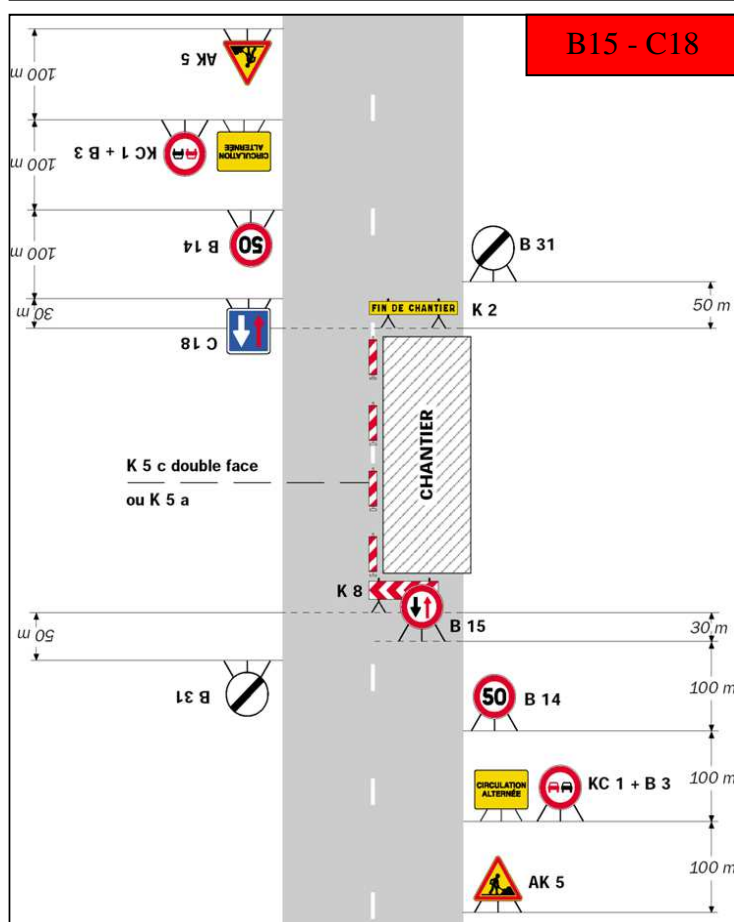 B15 - C18
100 m
AK 5
100 m
KC 1 + B 3
CIRCULATION
ALTERNÉE
100 m
50
B 14
B 31
30 m
C 18
FIN DE CHANTIER
K 2
50 m
CHANTIER
K 5 c double face
ou K 5 a
K 8
B 15
50 m
30 m
B 31
50
B 14
100 m
CIRCULATION
ALTERNÉE
KC 1 + B 3
100 m
AK 5
100 m